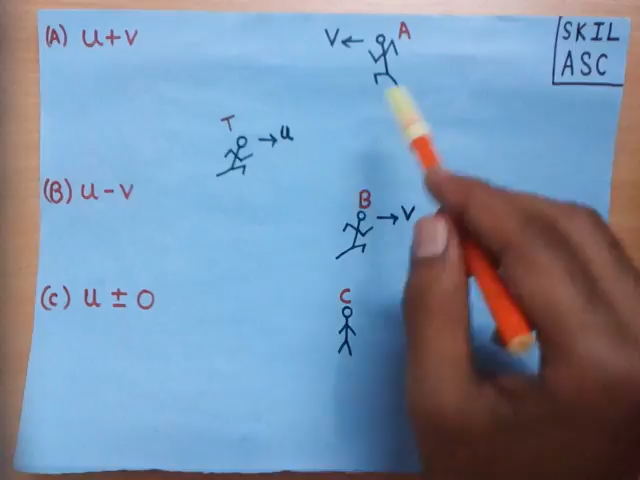 (A) u+v
V← A
SKIL
ASC
T
→u
(B) u-v
B
→V
(C) u ± 0
C